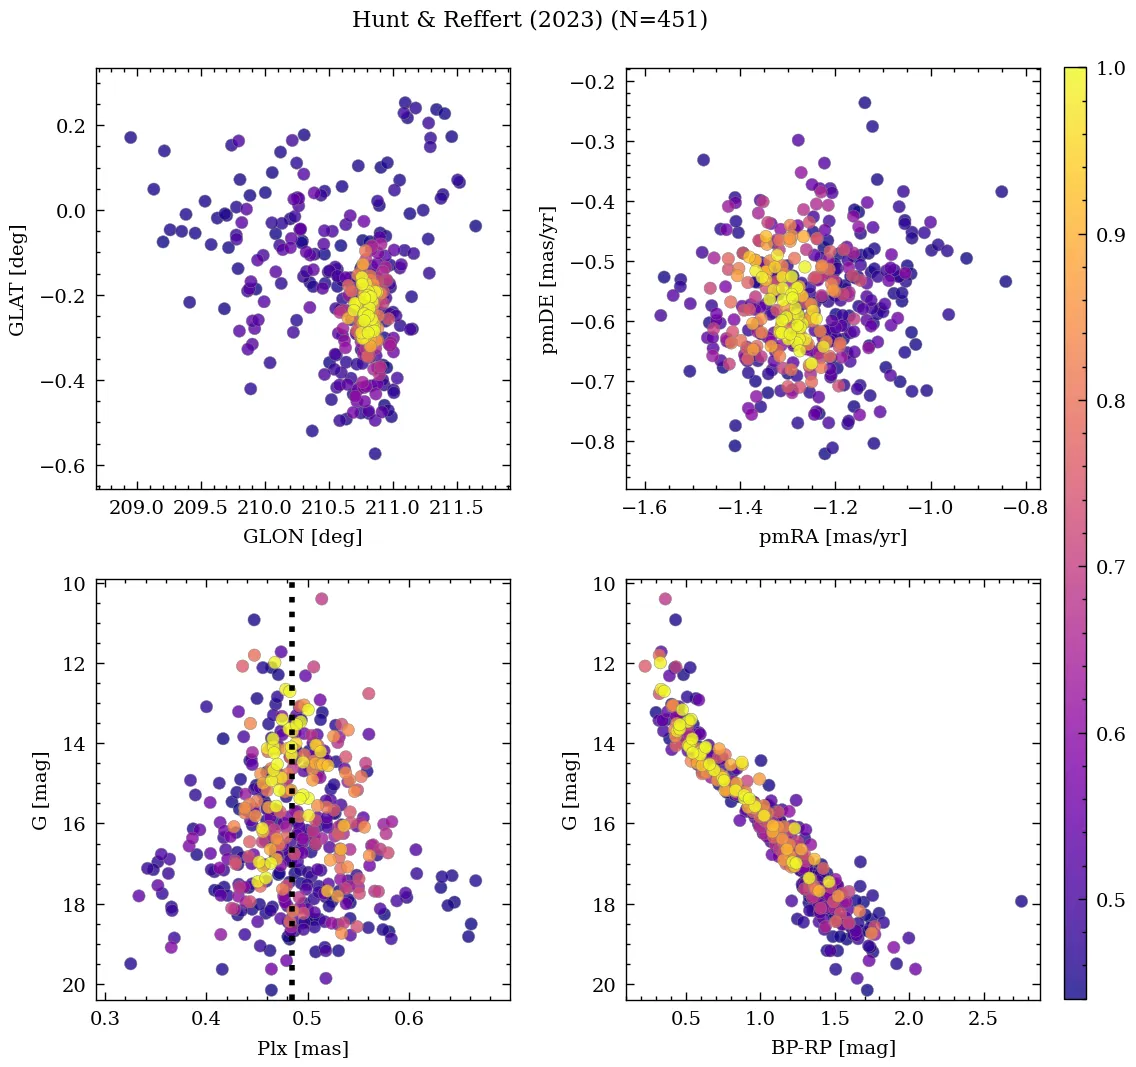 Hunt & Reffert (2023) (N=451)
0.2
0.0
−0.2
−0.4
−0.6
GLAT [deg]
209.0 209.5 210.0 210.5 211.0 211.5
GLON [deg]
−0.2
−0.3
−0.4
−0.5
−0.6
−0.7
−0.8
pmDE [mas/yr]
−1.6 −1.4 −1.2 −1.0 −0.8
pmRA [mas/yr]
10
12
14
16
18
20
G [mag]
0.3 0.4 0.5 0.6
Plx [mas]
10
12
14
16
18
20
G [mag]
0.5 1.0 1.5 2.0 2.5
BP-RP [mag]
1.0
0.9
0.8
0.7
0.6
0.5